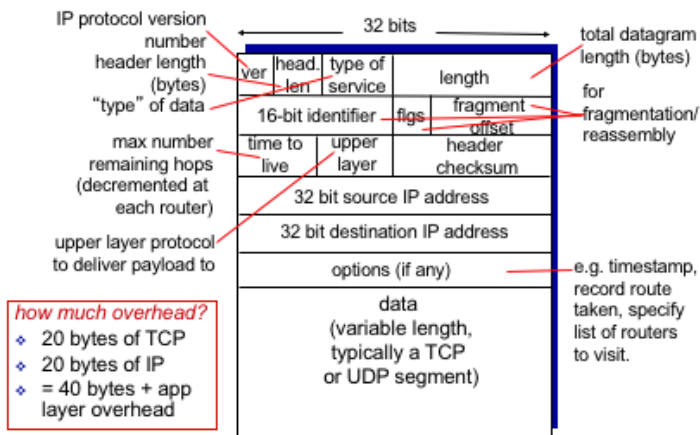 32 bits
IP protocol version
number
header length
(bytes)
“type” of data
max number
remaining hops
(decremented at
each router)
upper layer protocol
to deliver payload to
how much overhead?
20 bytes of TCP
20 bytes of IP
= 40 bytes + app
layer overhead
ver
head.
len
type of
service
length
16-bit identifier
flgs
fragment
offset
time to
live
upper
layer
header
checksum
32 bit source IP address
32 bit destination IP address
options (if any)
data
(variable length,
typically a TCP
or UDP segment)
total datagram
length (bytes)
for
fragmentation/
reassembly
e.g. timestamp,
record route
taken, specify
list of routers
to visit.